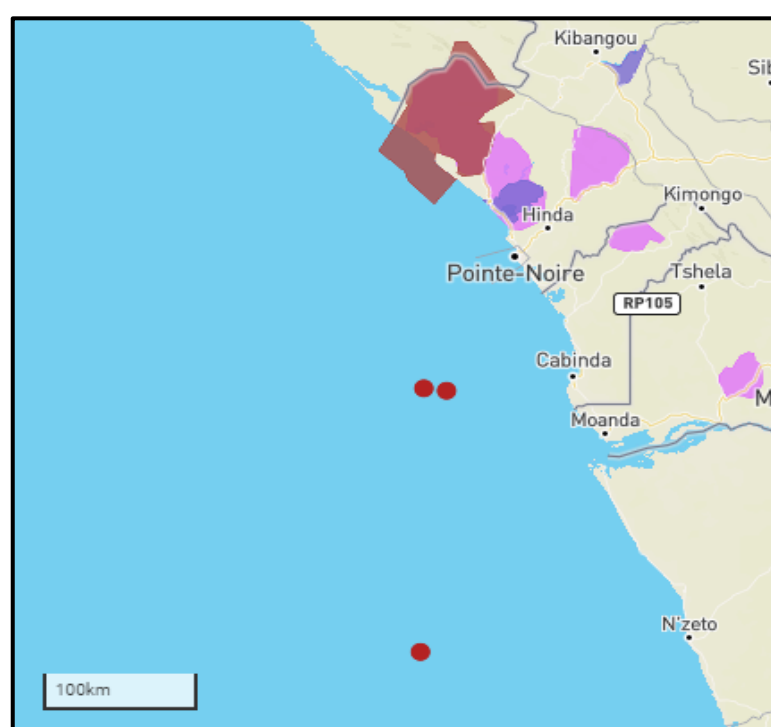 Kibangou
Sib
Kimongo
Hinda
Pointe-Noire
Tshela
RP105
Cabinda
M
Moanda
N'zeto
100km